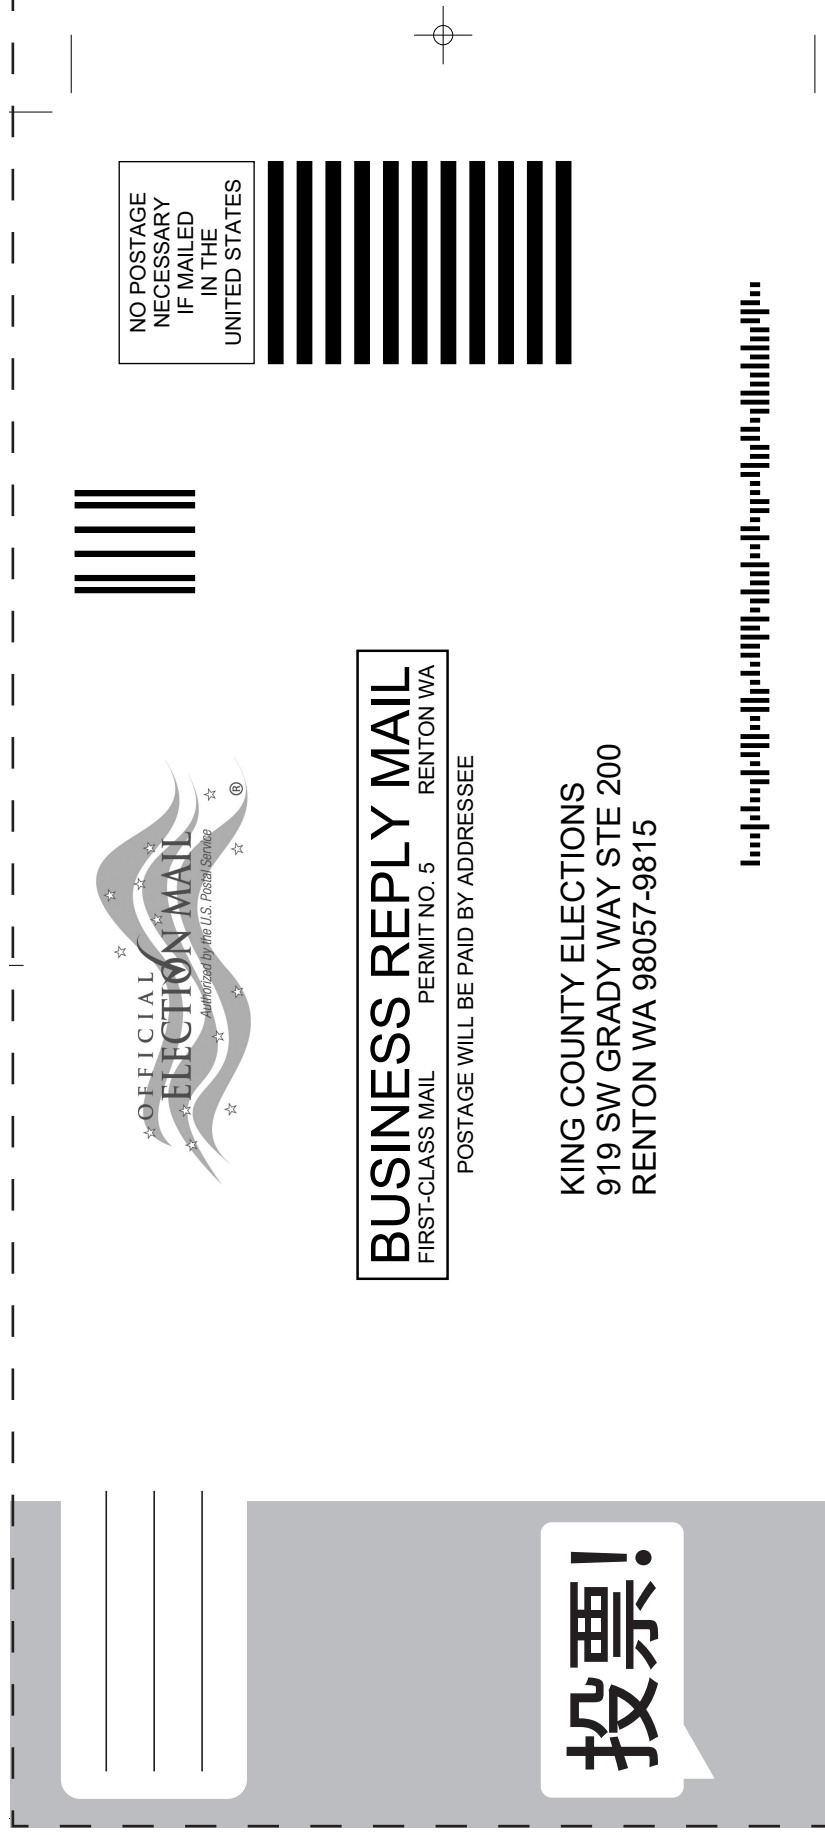 NO POSTAGE
NECESSARY
IF MAILED
IN THE
UNITED STATES
OFFICIAL
ELECTION MAIL
Authorized by the U.S. Postal Service
®
BUSINESS REPLY MAIL
FIRST-CLASS MAIL PERMIT NO. 5 RENTON WA
POSTAGE WILL BE PAID BY ADDRESSEE
KING COUNTY ELECTIONS
919 SW GRADY WAY STE 200
RENTON WA 98057-9815
投票!